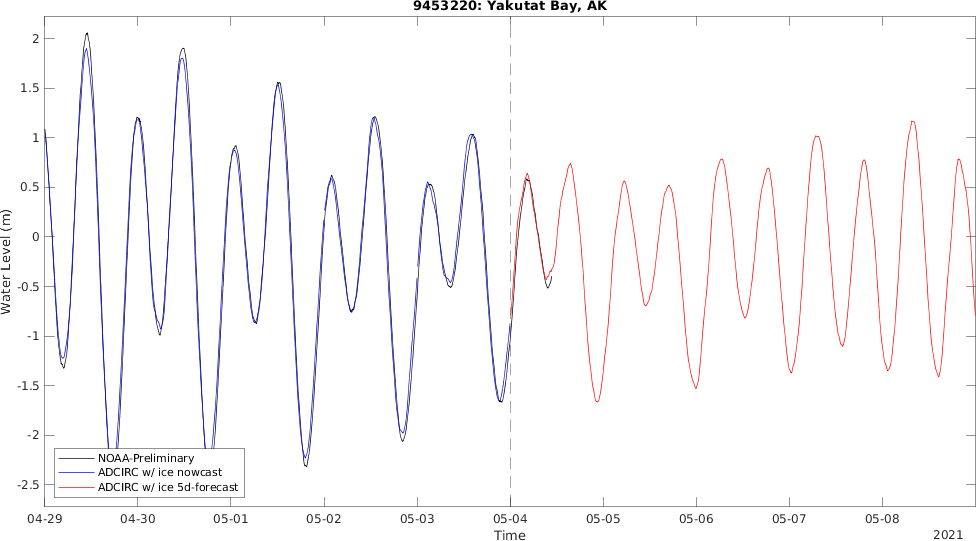 9453220: Yakutat Bay, AK
Water Level (m)
2
1.5
1
0.5
0
-0.5
-1
-1.5
-2
-2.5
NOAA-Preliminary
ADCIRC w/ ice nowcast
ADCIRC w/ ice 5d-forecast
04-29 04-30 05-01 05-02 05-03 05-04 05-05 05-06 05-07 05-08
Time
2021